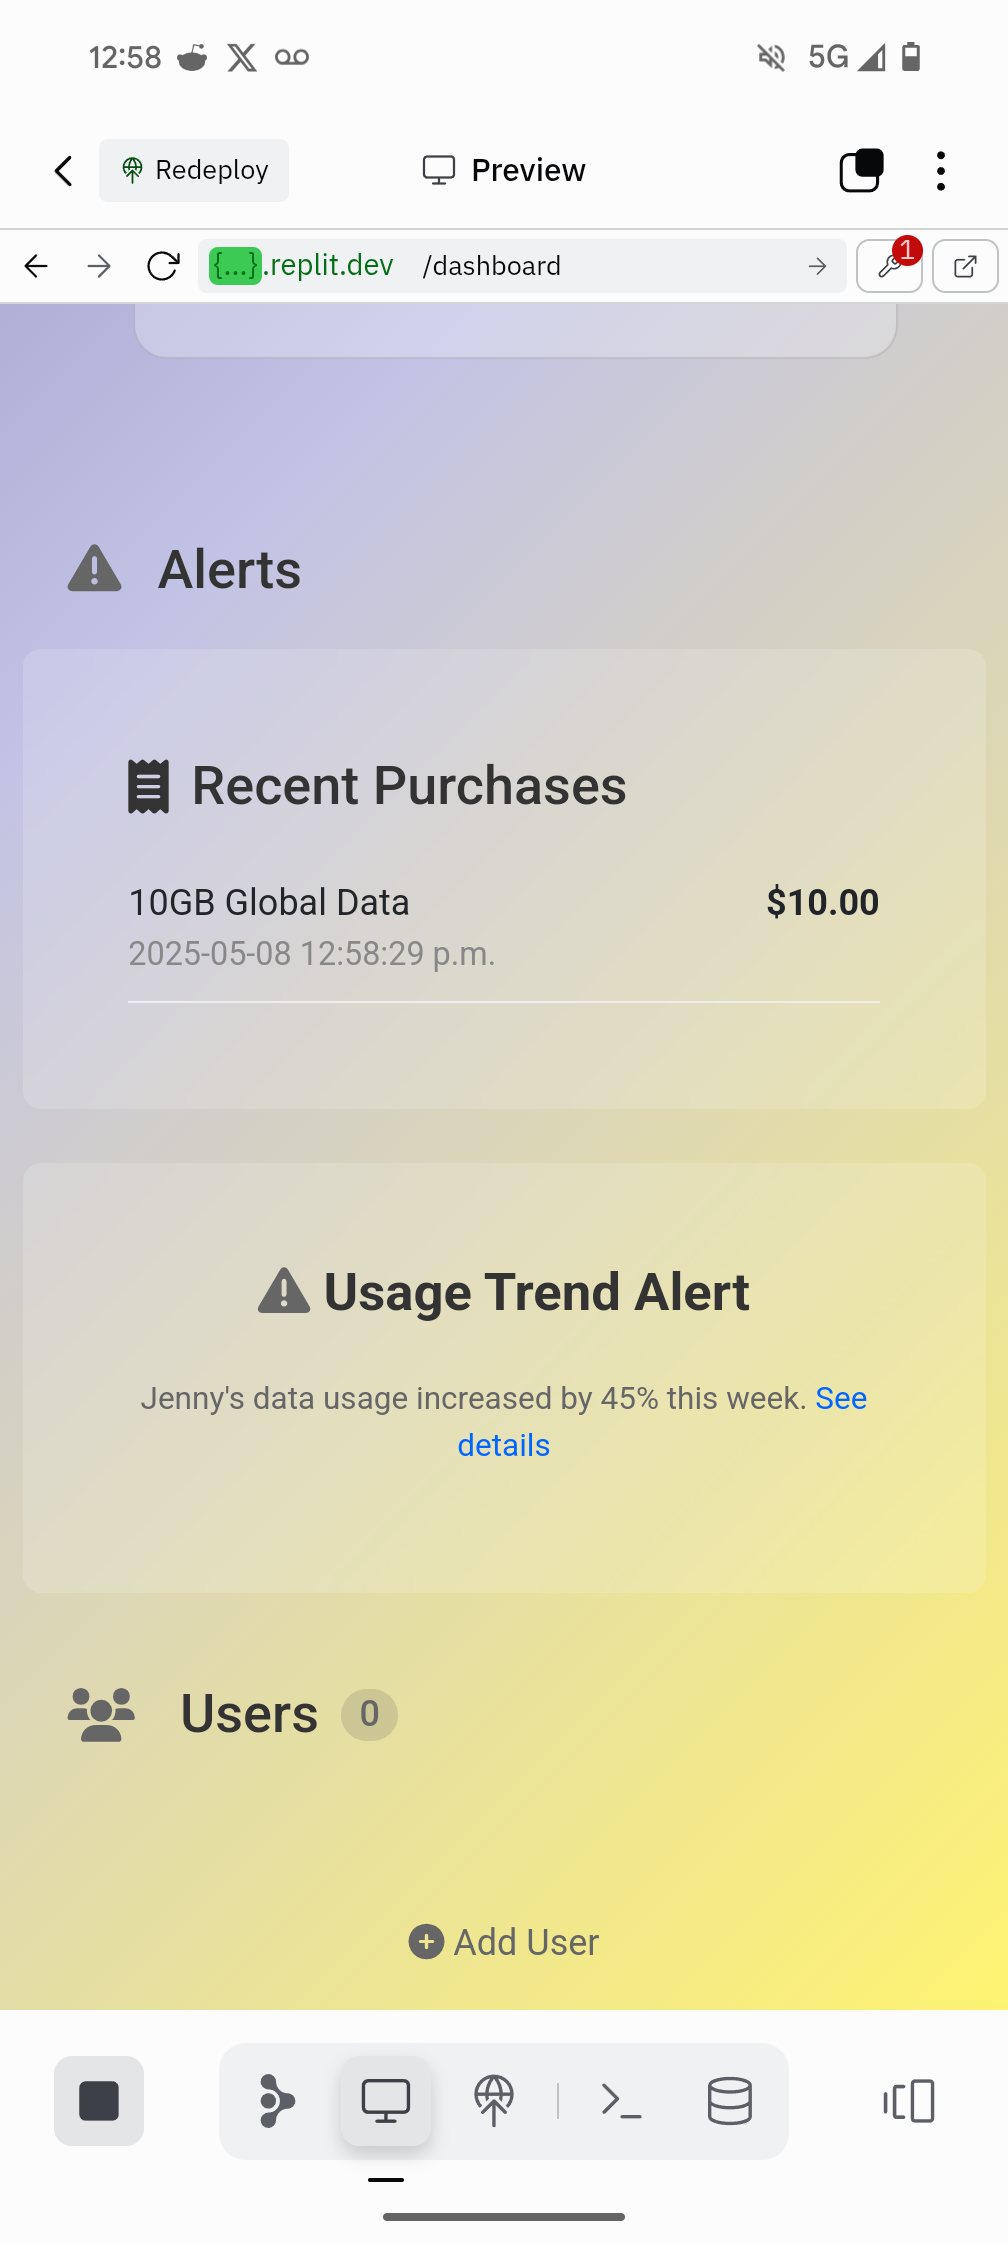 12:58
5G
Redeploy
Preview
{...}.replit.dev /dashboard
1
Alerts
Recent Purchases
10GB Global Data $10.00
2025-05-08 12:58:29 p.m.
Usage Trend Alert
Jenny's data usage increased by 45% this week. See
details
Users 0
Add User